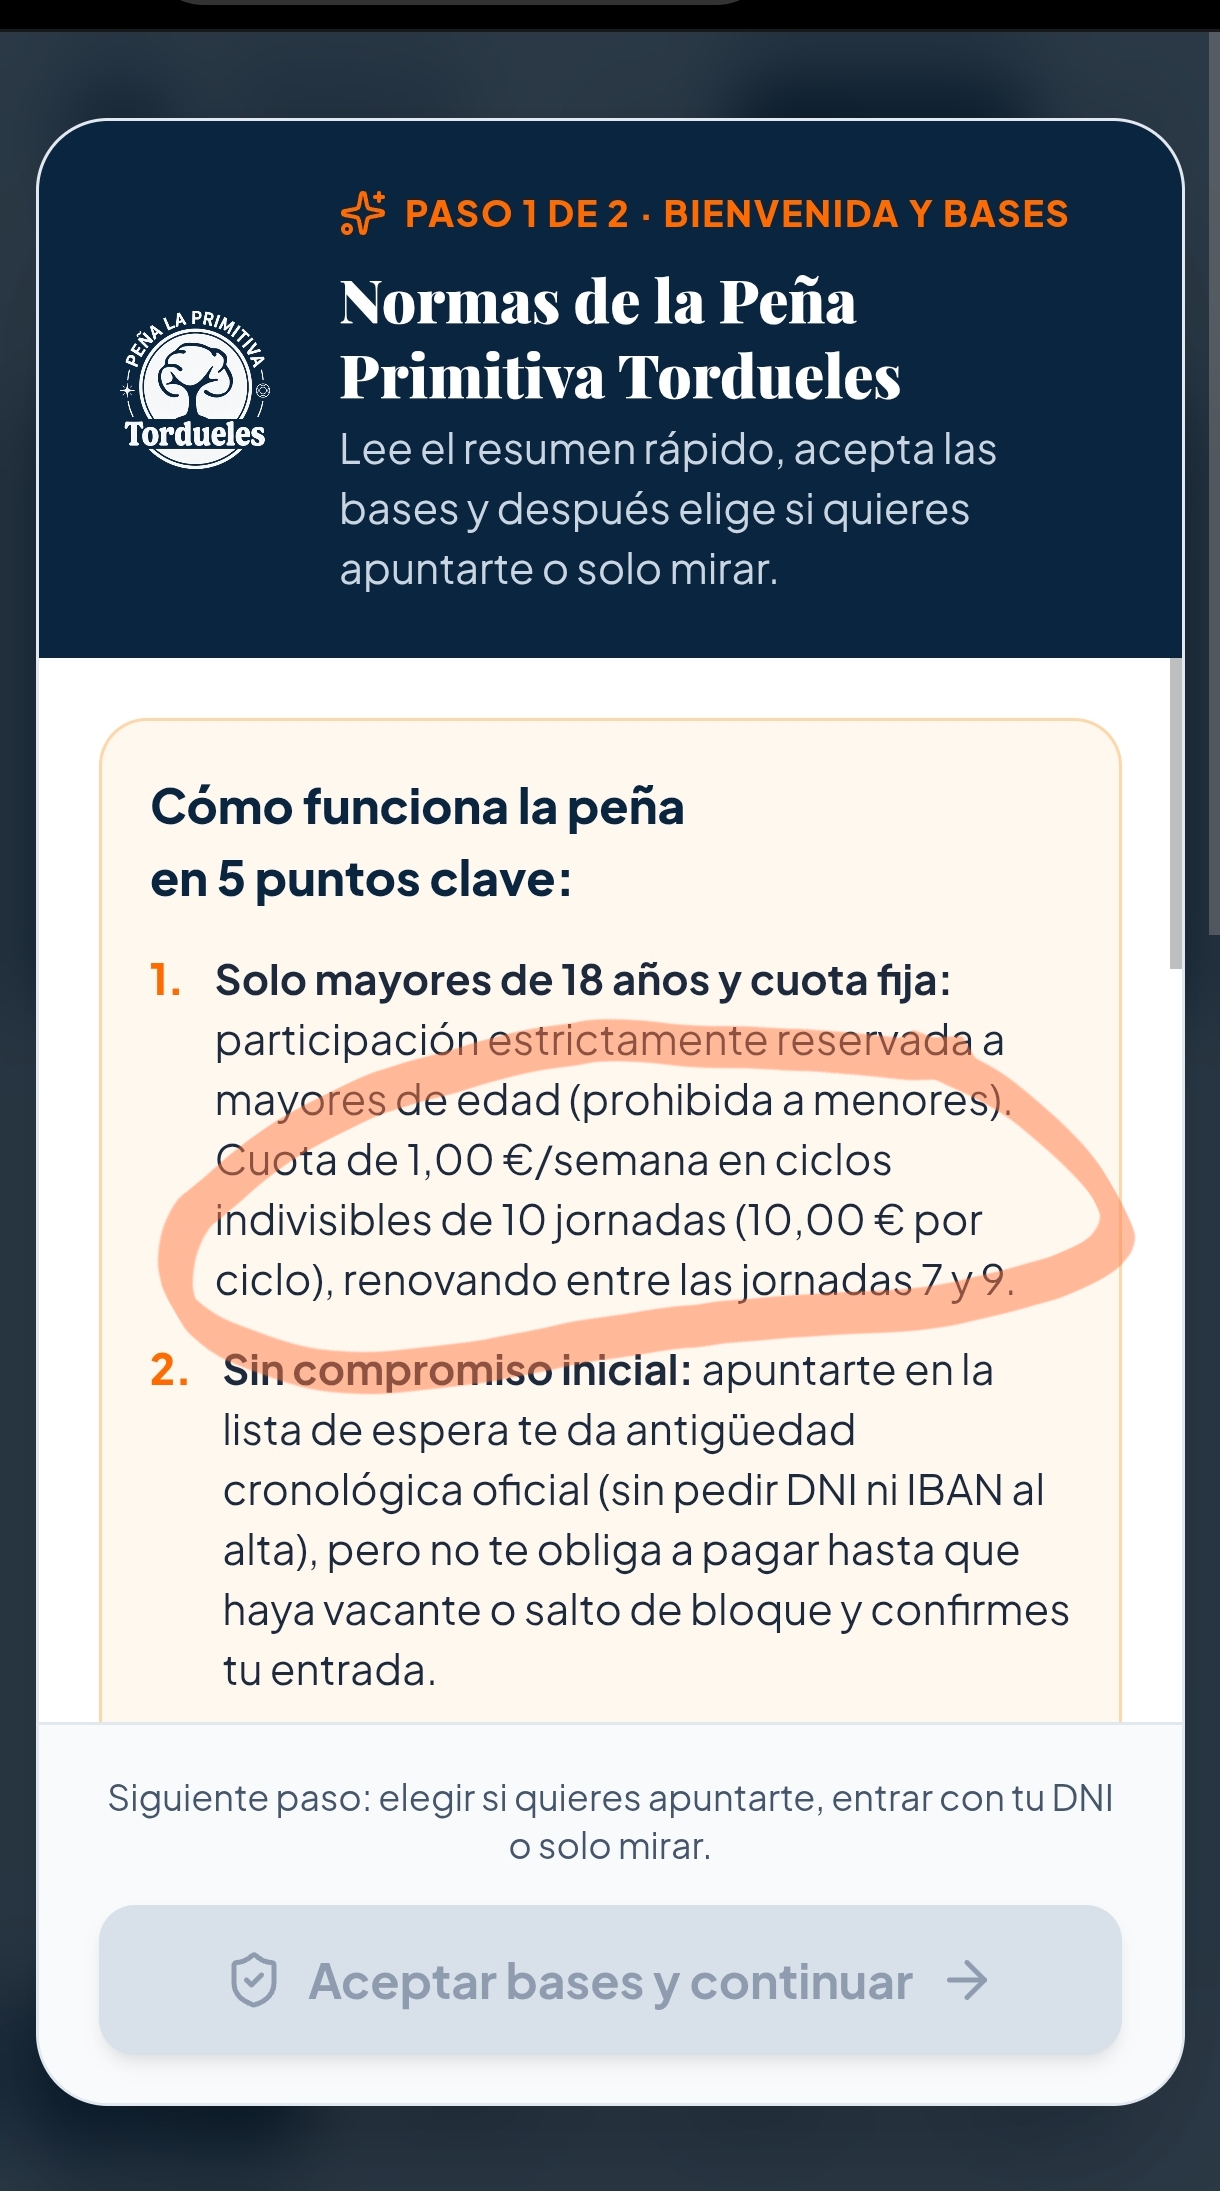 PASO 1 DE 2 · BIENVENIDA Y BASES
Normas de la Peña
Primitiva Tordueles
PEÑA LA PRIMITIVA
Tordueles
Lee el resumen rápido, acepta las
bases y después elige si quieres
apuntarte o solo mirar.
Cómo funciona la peña
en 5 puntos clave:
1. Solo mayores de 18 años y cuota fija:
participación estrictamente reservada a
mayores de edad (prohibida a menores).
Cuota de 1,00 €/semana en ciclos
indivisibles de 10 jornadas (10,00 € por
ciclo), renovando entre las jornadas 7 y 9.
2. Sin compromiso inicial: apuntarte en la
lista de espera te da antigüedad
cronológica oficial (sin pedir DNI ni IBAN al
alta), pero no te obliga a pagar hasta que
haya vacante o salto de bloque y confirmes
tu entrada.
Siguiente paso: elegir si quieres apuntarte, entrar con tu DNI
o solo mirar.
Aceptar bases y continuar